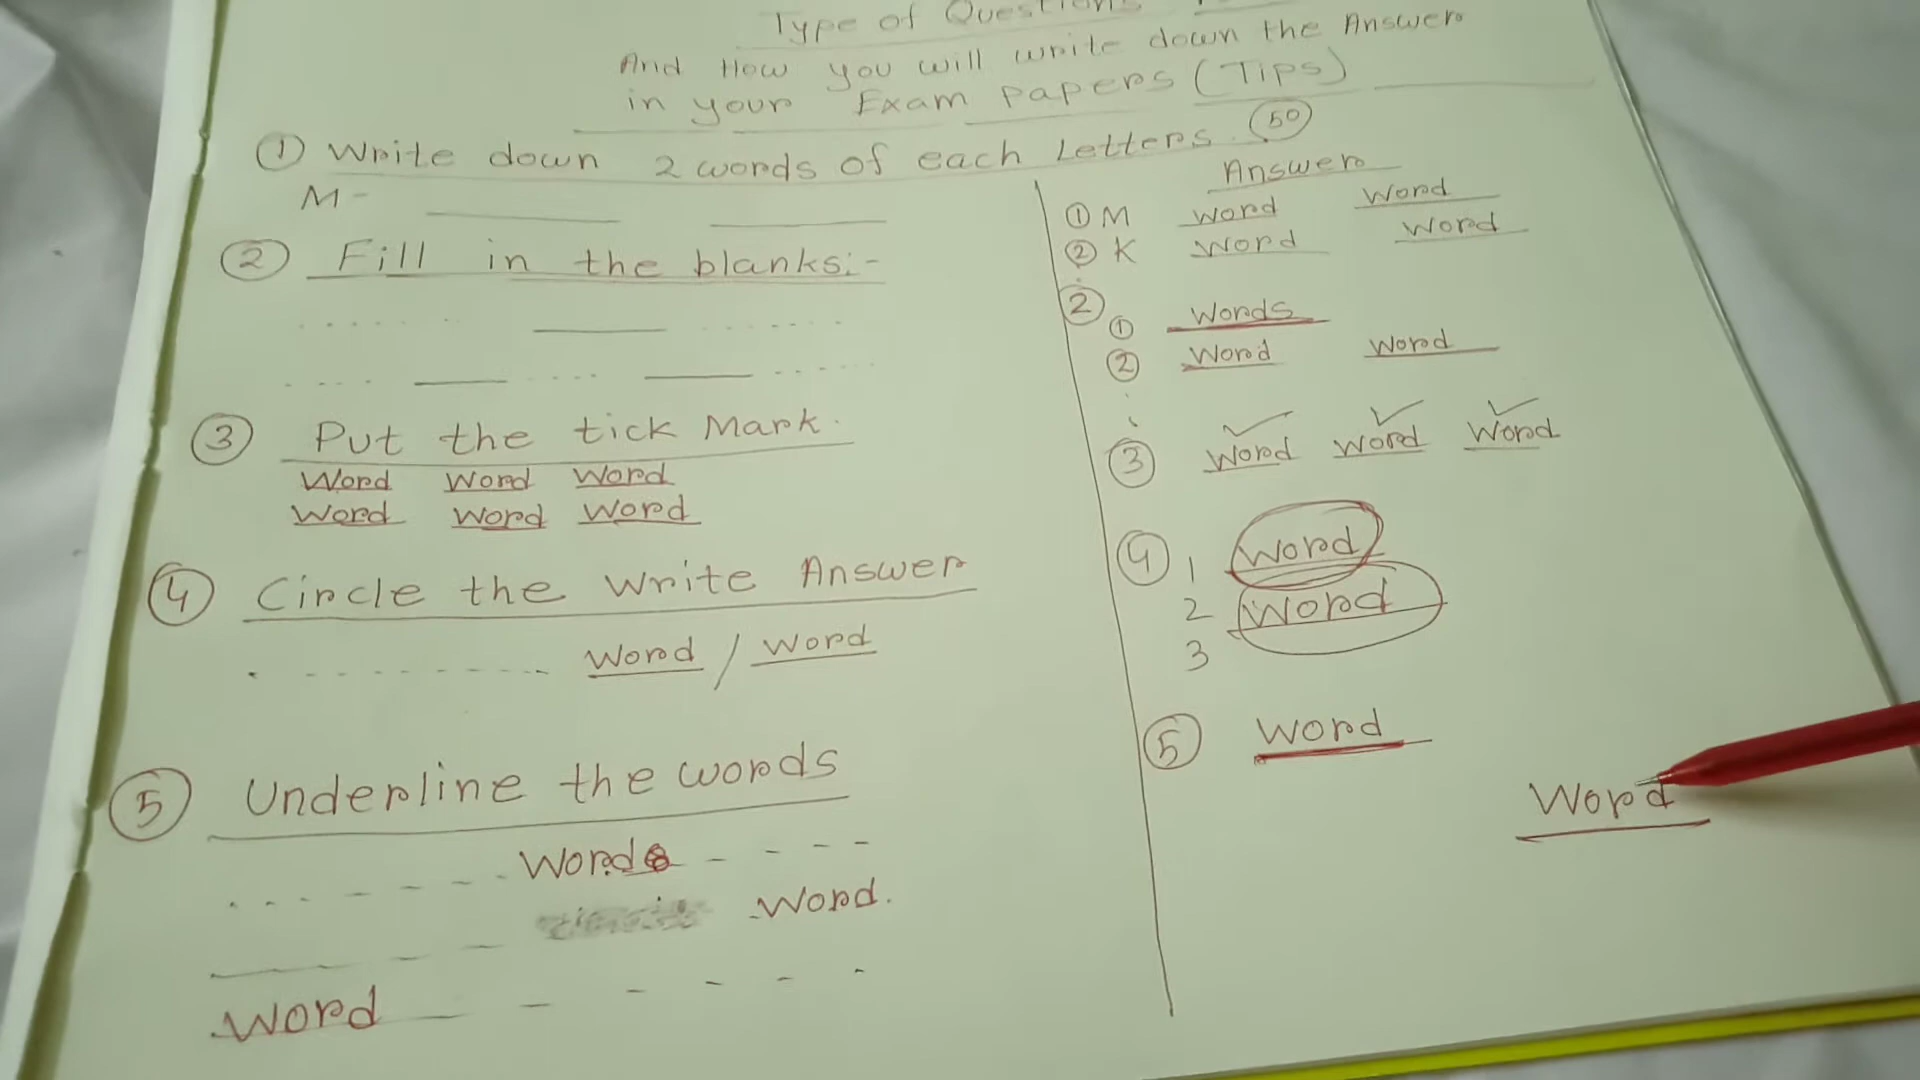 Type of Questions
And How you will write down the Answer
in your Exam papers (Tips)
① Write down 2 words of each Letters. 50
M-
② Fill in the blanks:-
③ Put the tick Mark.
Word Word Word
Word Word Word
④ Circle the Write Answer
Word / Word
⑤ Underline the words
Words
Word.
Word
Answer
① M Word Word
② K Word Word
②
① Words
② Word Word
③ Word Word Word
④ 1 Word
2 Word
3
⑤ Word
Word